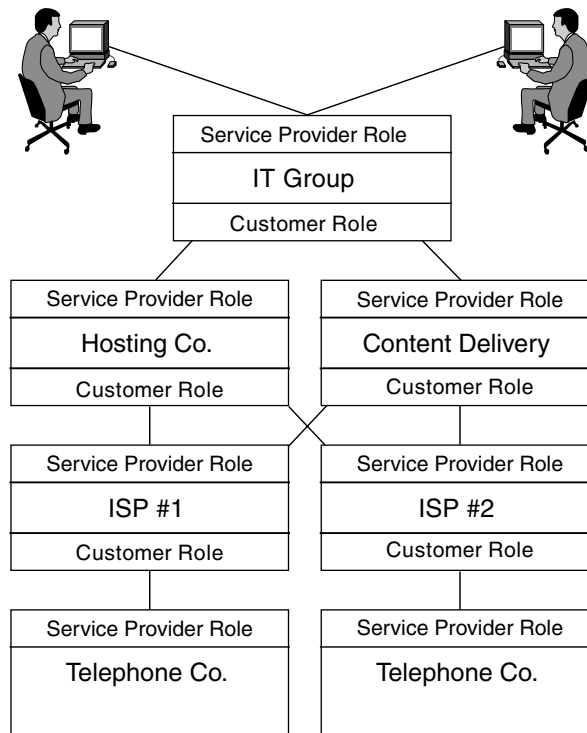 Service Provider Role
IT Group
Customer Role
Service Provider Role
Hosting Co.
Customer Role
Service Provider Role
Content Delivery
Customer Role
Service Provider Role
ISP #1
Customer Role
Service Provider Role
ISP #2
Customer Role
Service Provider Role
Telephone Co.
Service Provider Role
Telephone Co.